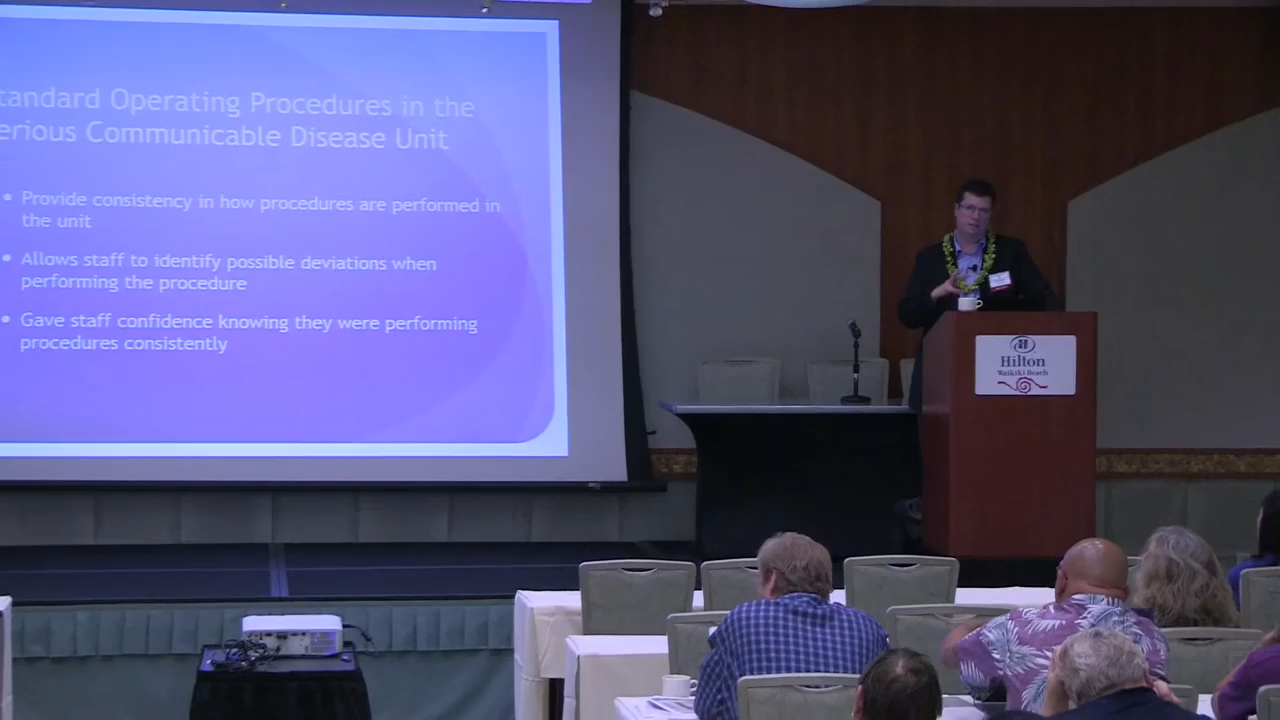 tandard Operating Procedures in the
erious Communicable Disease Unit
• Provide consistency in how procedures are performed in
the unit
• Allows staff to identify possible deviations when
performing the procedure
• Gave staff confidence knowing they were performing
procedures consistently
H
Hilton
Waikiki Beach